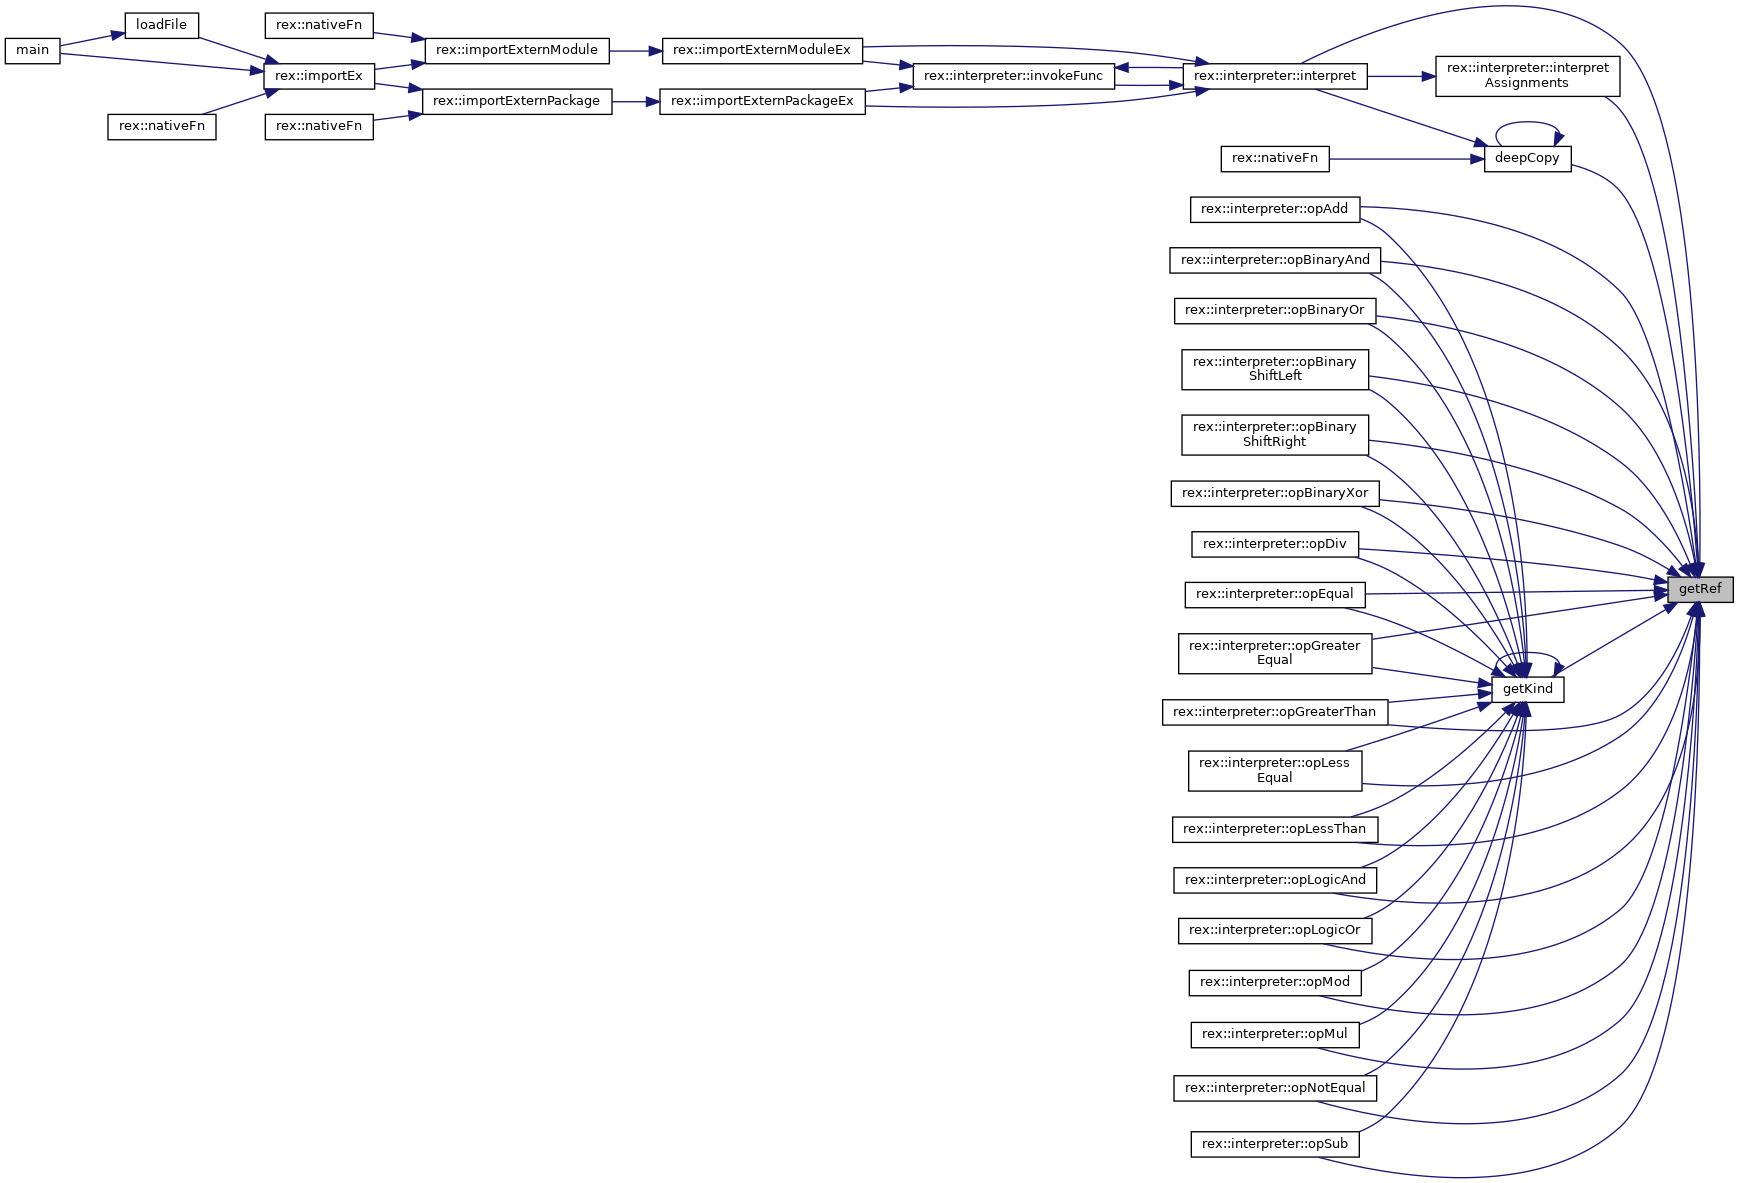 loadFile
rex::nativeFn
main
rex::importExternModule
rex::importExternModuleEx
rex::importEx
rex::interpreter::invokeFunc
rex::interpreter::interpret
rex::interpreter::interpret
Assignments
rex::importExternPackage
rex::importExternPackageEx
rex::nativeFn
rex::nativeFn
rex::nativeFn
deepCopy
rex::interpreter::opAdd
rex::interpreter::opBinaryAnd
rex::interpreter::opBinaryOr
rex::interpreter::opBinary
ShiftLeft
rex::interpreter::opBinary
ShiftRight
rex::interpreter::opBinaryXor
rex::interpreter::opDiv
rex::interpreter::opEqual
getRef
rex::interpreter::opGreater
Equal
getKind
rex::interpreter::opGreaterThan
rex::interpreter::opLess
Equal
rex::interpreter::opLessThan
rex::interpreter::opLogicAnd
rex::interpreter::opLogicOr
rex::interpreter::opMod
rex::interpreter::opMul
rex::interpreter::opNotEqual
rex::interpreter::opSub